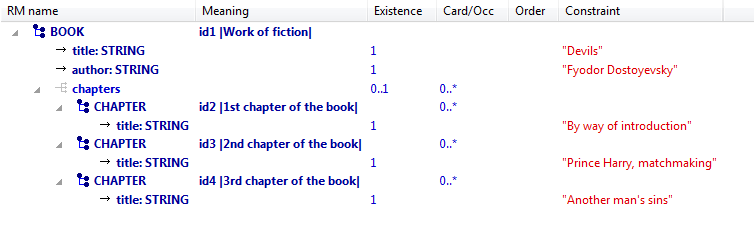 RM name Meaning Existence Card/Occ Order Constraint
BOOK id1 |Work of fiction|
title: STRING 1 "Devils"
author: STRING 1 "Fyodor Dostoyevsky"
chapters 0..1 0..*
CHAPTER id2 |1st chapter of the book| 0..*
title: STRING 1 "By way of introduction"
CHAPTER id3 |2nd chapter of the book| 0..*
title: STRING 1 "Prince Harry, matchmaking"
CHAPTER id4 |3rd chapter of the book| 0..*
title: STRING 1 "Another man's sins"